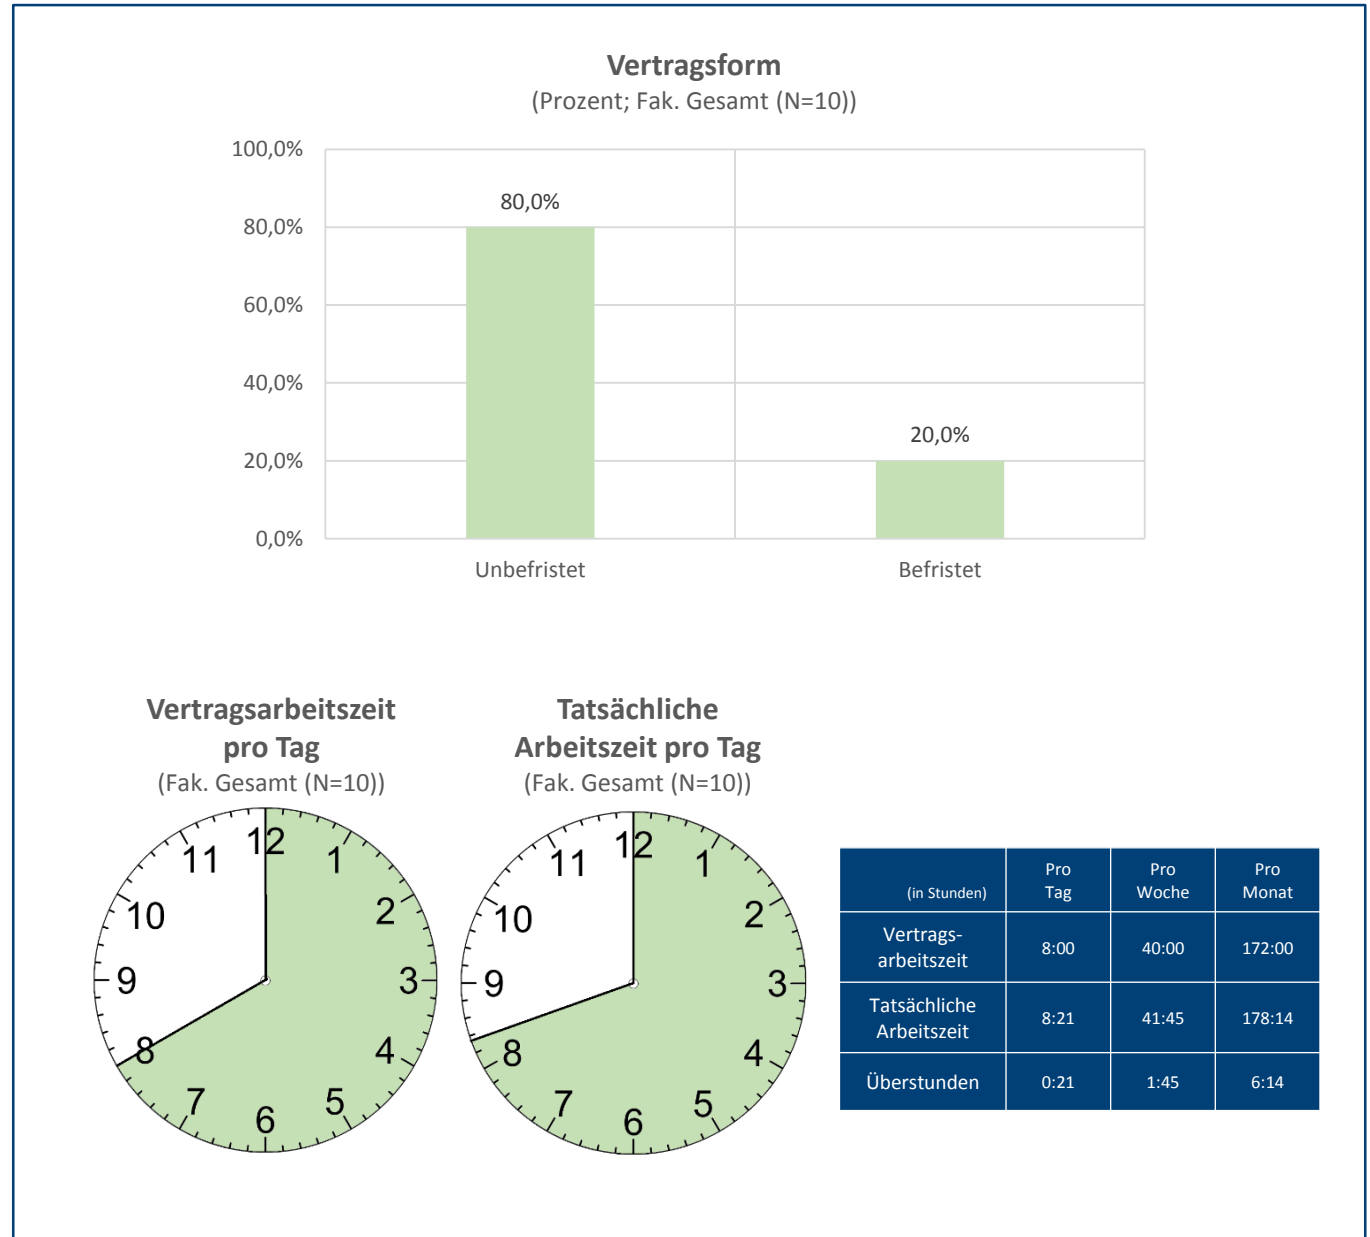 Vertragsform
(Prozent; Fak. Gesamt (N=10))
100,0%
80,0%
60,0%
40,0%
20,0%
0,0%
80,0%
20,0%
Unbefristet
Befristet
Vertragsarbeitszeit
pro Tag
(Fak. Gesamt (N=10))
12
1
2
3
4
5
6
7
8
9
10
11
Tatsächliche
Arbeitszeit pro Tag
(Fak. Gesamt (N=10))
12
1
2
3
4
5
6
7
8
9
10
11
(in Stunden)
Pro
Tag
Pro
Woche
Pro
Monat
Vertrags-
arbeitszeit
8:00
40:00
172:00
Tatsächliche
Arbeitszeit
8:21
41:45
178:14
Überstunden
0:21
1:45
6:14